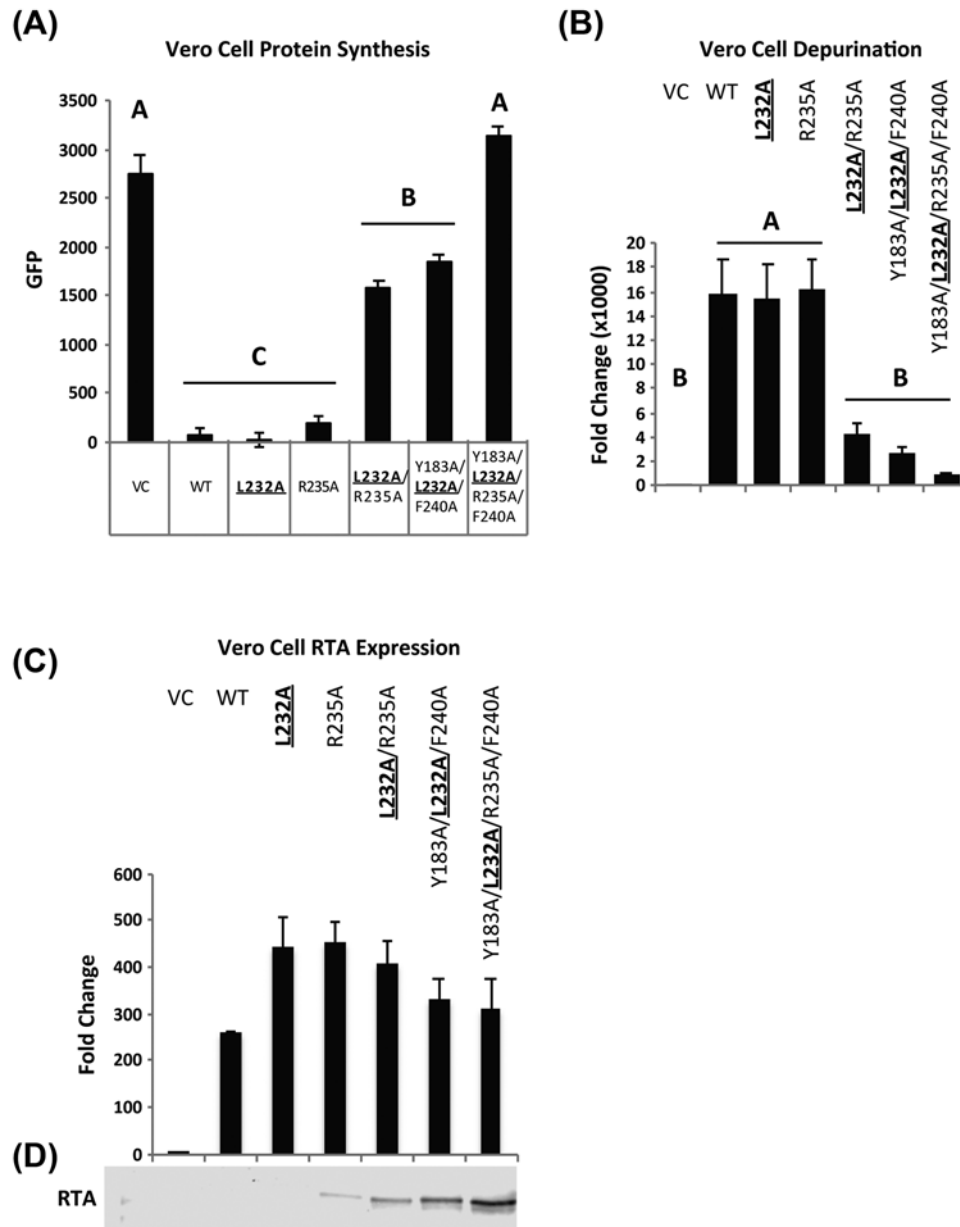 (A)
Vero Cell Protein Synthesis
3500
3000
2500
2000
1500
1000
500
0
GFP
A
C
B
A
VC
WT
L232A
R235A
L232A/
R235A
Y183A/
L232A/
F240A
Y183A/
L232A/
R235A/
F240A
(B)
Vero Cell Depurination
VC
WT
L232A
R235A
L232A/R235A
Y183A/L232A/F240A
Y183A/L232A/R235A/F240A
20
18
16
14
12
10
8
6
4
2
0
Fold Change (x1000)
B
A
B
(C)
Vero Cell RTA Expression
VC
WT
L232A
R235A
L232A/R235A
Y183A/L232A/F240A
Y183A/L232A/R235A/F240A
600
500
400
300
200
100
0
Fold Change
(D)
RTA